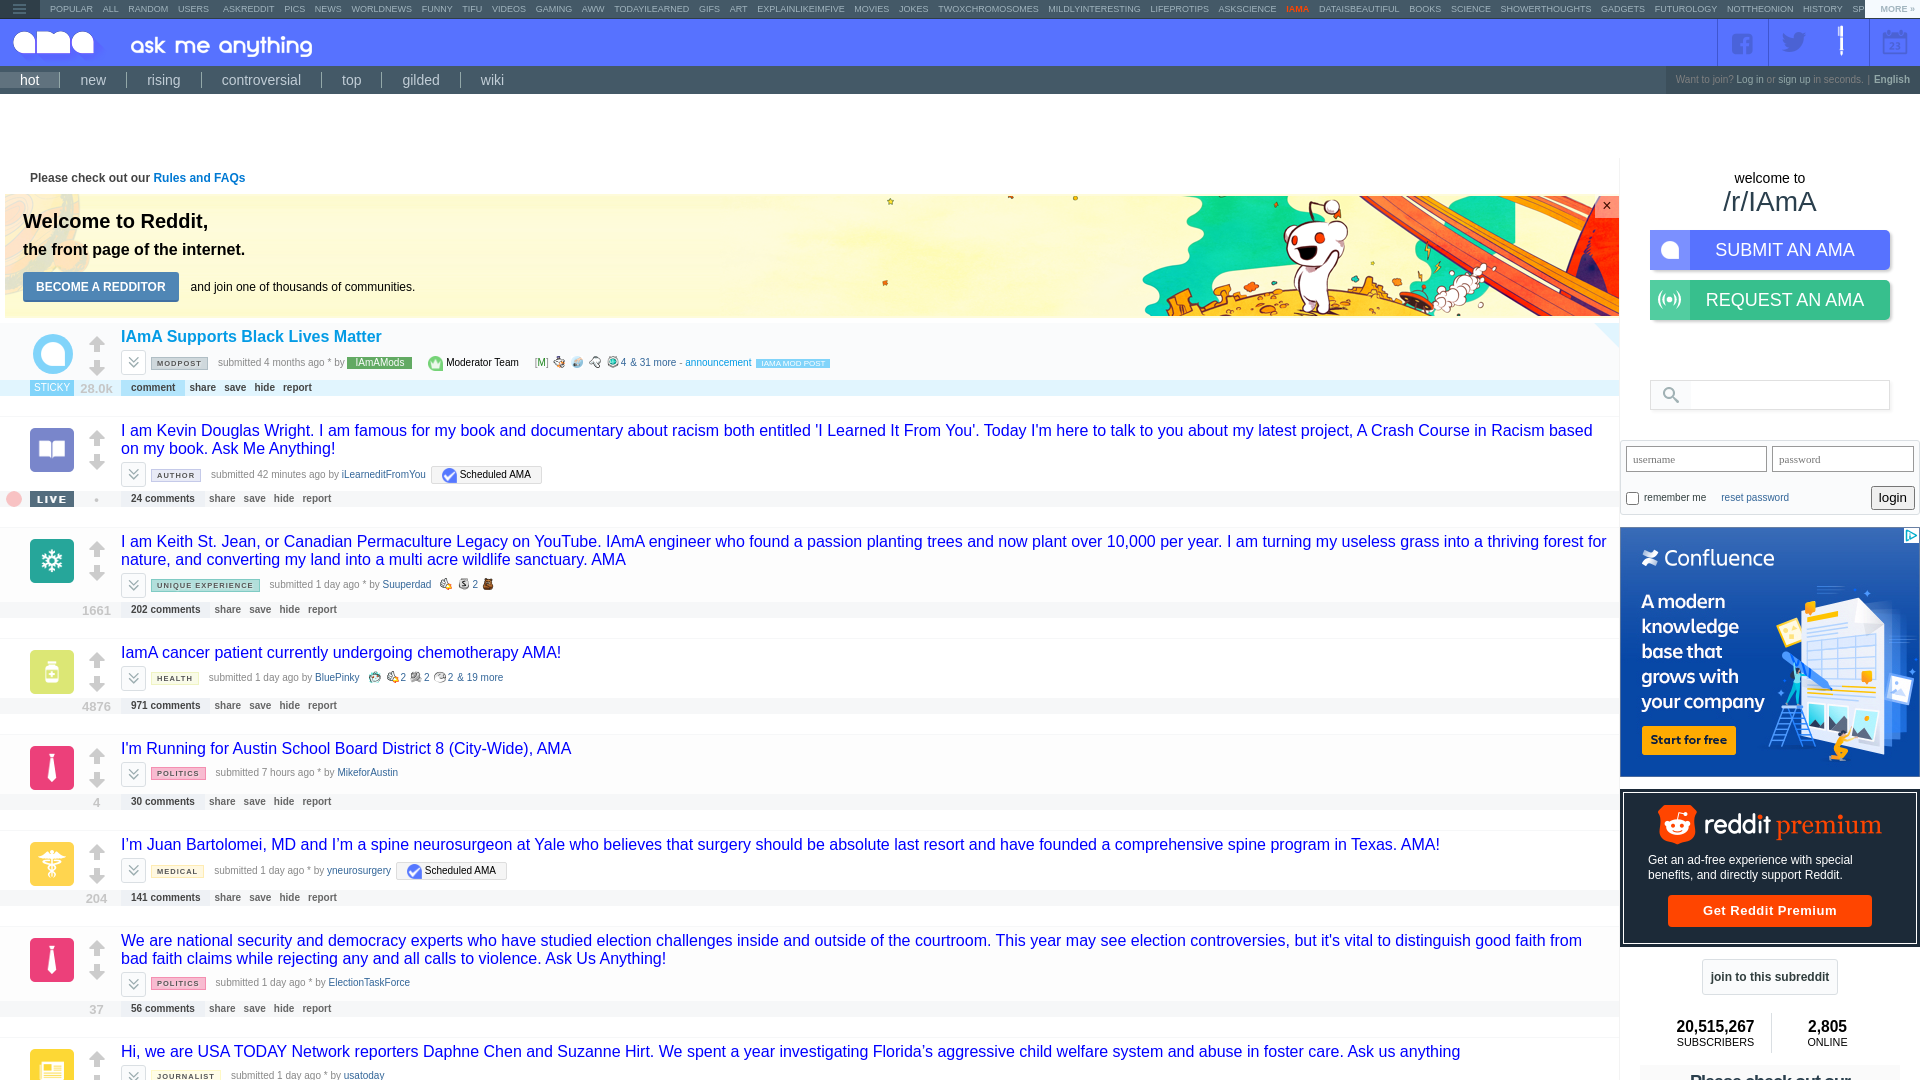 POPULAR ALL RANDOM USERS ASKREDDIT PICS NEWS WORLDNEWS FUNNY TIFU VIDEOS GAMING AWW TODAYILEARNED GIFS ART EXPLAINLIKEIMFIVE MOVIES JOKES TWOXCHROMOSOMES MILDLYINTERESTING LIFEPROTIPS ASKSCIENCE IAMA DATAISBEAUTIFUL BOOKS SCIENCE SHOWERTHOUGHTS GADGETS FUTUROLOGY NOTTHEONION HISTORY SP MORE »
ama ask me anything 23
hot new rising controversial top gilded wiki
Want to join? Log in or sign up in seconds. | English
Please check out our Rules and FAQs
Welcome to Reddit,
the front page of the internet.
BECOME A REDDITOR and join one of thousands of communities.
×
IAmA Supports Black Lives Matter
MODPOST submitted 4 months ago * by IAmAMods Moderator Team [M] 4 & 31 more - announcement IAMA MOD POST
STICKY 28.0k comment share save hide report
I am Kevin Douglas Wright. I am famous for my book and documentary about racism both entitled 'I Learned It From You'. Today I'm here to talk to you about my latest project, A Crash Course in Racism based
on my book. Ask Me Anything!
AUTHOR submitted 42 minutes ago by iLearneditFromYou Scheduled AMA
LIVE • 24 comments share save hide report
I am Keith St. Jean, or Canadian Permaculture Legacy on YouTube. IAmA engineer who found a passion planting trees and now plant over 10,000 per year. I am turning my useless grass into a thriving forest for
nature, and converting my land into a multi acre wildlife sanctuary. AMA
UNIQUE EXPERIENCE submitted 1 day ago * by Suuperdad 2
1661 202 comments share save hide report
IamA cancer patient currently undergoing chemotherapy AMA!
HEALTH submitted 1 day ago by BluePinky 2 2 2 & 19 more
4876 971 comments share save hide report
I'm Running for Austin School Board District 8 (City-Wide), AMA
POLITICS submitted 7 hours ago * by MikeforAustin
4 30 comments share save hide report
I’m Juan Bartolomei, MD and I’m a spine neurosurgeon at Yale who believes that surgery should be absolute last resort and have founded a comprehensive spine program in Texas. AMA!
MEDICAL submitted 1 day ago * by yneurosurgery Scheduled AMA
204 141 comments share save hide report
We are national security and democracy experts who have studied election challenges inside and outside of the courtroom. This year may see election controversies, but it's vital to distinguish good faith from
bad faith claims while rejecting any and all calls to violence. Ask Us Anything!
POLITICS submitted 1 day ago * by ElectionTaskForce
37 56 comments share save hide report
Hi, we are USA TODAY Network reporters Daphne Chen and Suzanne Hirt. We spent a year investigating Florida’s aggressive child welfare system and abuse in foster care. Ask us anything
JOURNALIST submitted 1 day ago * by usatoday
welcome to
/r/IAmA
SUBMIT AN AMA
REQUEST AN AMA
username password
remember me reset password login
Confluence
A modern
knowledge
base that
grows with
your company
Start for free
reddit premium
Get an ad-free experience with special
benefits, and directly support Reddit.
Get Reddit Premium
join to this subreddit
20,515,267 2,805
SUBSCRIBERS ONLINE
Please check out our